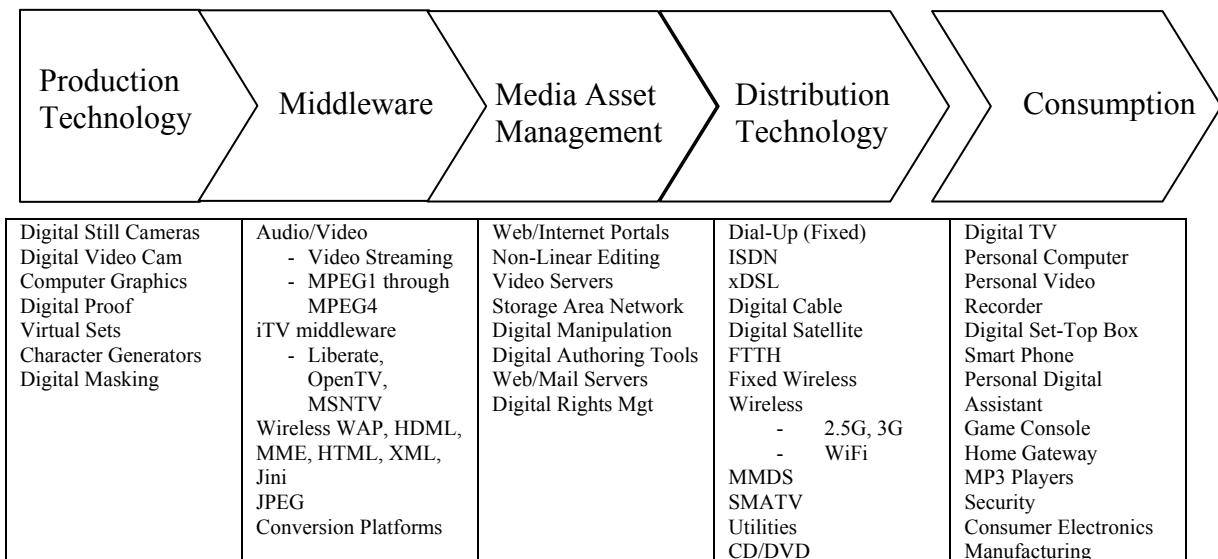 Production
Technology
Middleware
Media Asset
Management
Distribution
Technology
Consumption
Digital Still Cameras
Digital Video Cam
Computer Graphics
Digital Proof
Virtual Sets
Character Generators
Digital Masking
Audio/Video
- Video Streaming
- MPEG1 through
MPEG4
iTV middleware
- Liberate,
OpenTV,
MSNTV
Wireless WAP, HDML,
MME, HTML, XML,
Jini
JPEG
Conversion Platforms
Web/Internet Portals
Non-Linear Editing
Video Servers
Storage Area Network
Digital Manipulation
Digital Authoring Tools
Web/Mail Servers
Digital Rights Mgt
Dial-Up (Fixed)
ISDN
xDSL
Digital Cable
Digital Satellite
FTTH
Fixed Wireless
Wireless
- 2.5G, 3G
- WiFi
MMDS
SMATV
Utilities
CD/DVD
Digital TV
Personal Computer
Personal Video
Recorder
Digital Set-Top Box
Smart Phone
Personal Digital
Assistant
Game Console
Home Gateway
MP3 Players
Security
Consumer Electronics
Manufacturing